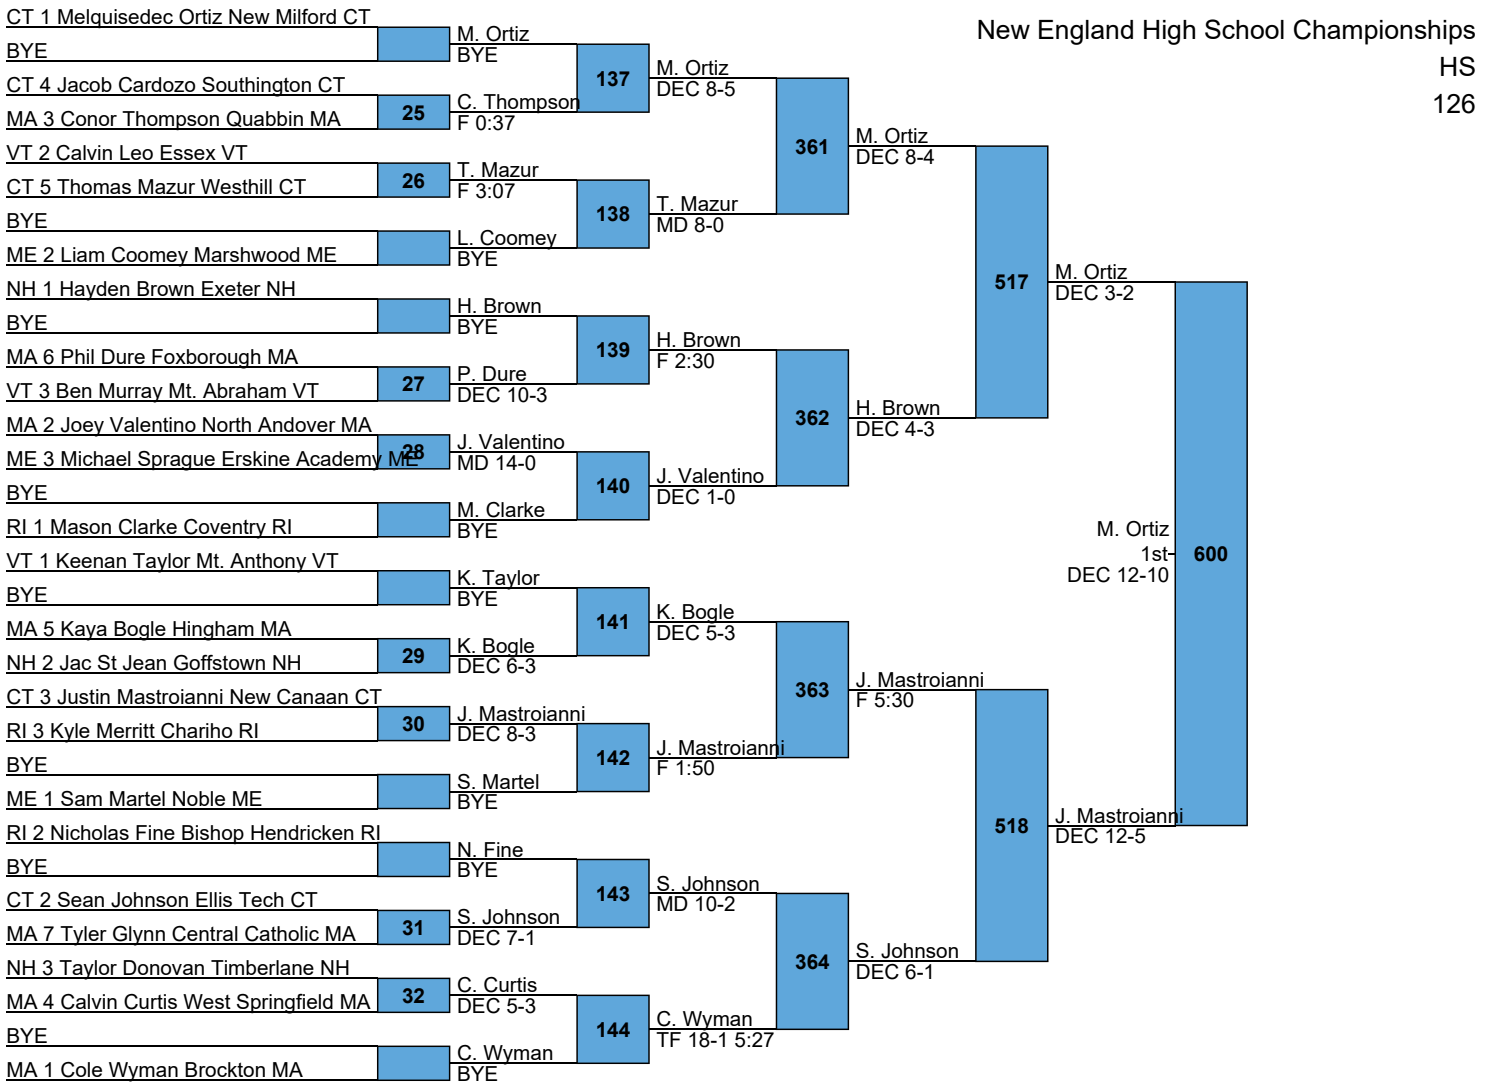 New England High School Championships
HS
126
CT 1 Melquisedec Ortiz New Milford CT
BYE
CT 4 Jacob Cardozo Southington CT
MA 3 Conor Thompson Quabbin MA
VT 2 Calvin Leo Essex VT
CT 5 Thomas Mazur Westhill CT
BYE
ME 2 Liam Coomey Marshwood ME
NH 1 Hayden Brown Exeter NH
BYE
MA 6 Phil Dure Foxborough MA
VT 3 Ben Murray Mt. Abraham VT
MA 2 Joey Valentino North Andover MA
ME 3 Michael Sprague Erskine Academy ME
BYE
RI 1 Mason Clarke Coventry RI
VT 1 Keenan Taylor Mt. Anthony VT
BYE
MA 5 Kaya Bogle Hingham MA
NH 2 Jac St Jean Goffstown NH
CT 3 Justin Mastroianni New Canaan CT
RI 3 Kyle Merritt Chariho RI
BYE
ME 1 Sam Martel Noble ME
RI 2 Nicholas Fine Bishop Hendricken RI
BYE
CT 2 Sean Johnson Ellis Tech CT
MA 7 Tyler Glynn Central Catholic MA
NH 3 Taylor Donovan Timberlane NH
MA 4 Calvin Curtis West Springfield MA
BYE
MA 1 Cole Wyman Brockton MA
25
26
27
28
29
30
31
32
M. Ortiz
BYE
C. Thompson
F 0:37
T. Mazur
F 3:07
L. Coomey
BYE
H. Brown
BYE
P. Dure
DEC 10-3
J. Valentino
MD 14-0
M. Clarke
BYE
K. Taylor
BYE
K. Bogle
DEC 6-3
J. Mastroianni
DEC 8-3
S. Martel
BYE
N. Fine
BYE
S. Johnson
DEC 7-1
C. Curtis
DEC 5-3
C. Wyman
BYE
137
138
139
140
141
142
143
144
M. Ortiz
DEC 8-5
T. Mazur
MD 8-0
H. Brown
F 2:30
J. Valentino
DEC 1-0
K. Bogle
DEC 5-3
J. Mastroianni
F 1:50
S. Johnson
MD 10-2
C. Wyman
TF 18-1 5:27
361
362
363
364
M. Ortiz
DEC 8-4
H. Brown
DEC 4-3
J. Mastroianni
F 5:30
S. Johnson
DEC 6-1
517
518
M. Ortiz
DEC 3-2
J. Mastroianni
DEC 12-5
M. Ortiz
1st
DEC 12-10
600